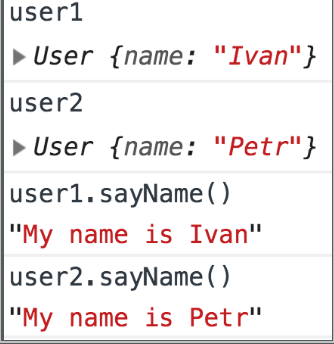 user1
▶User {name: "Ivan"}
user2
▶User {name: "Petr"}
user1.sayName()
"My name is Ivan"
user2.sayName()
"My name is Petr"